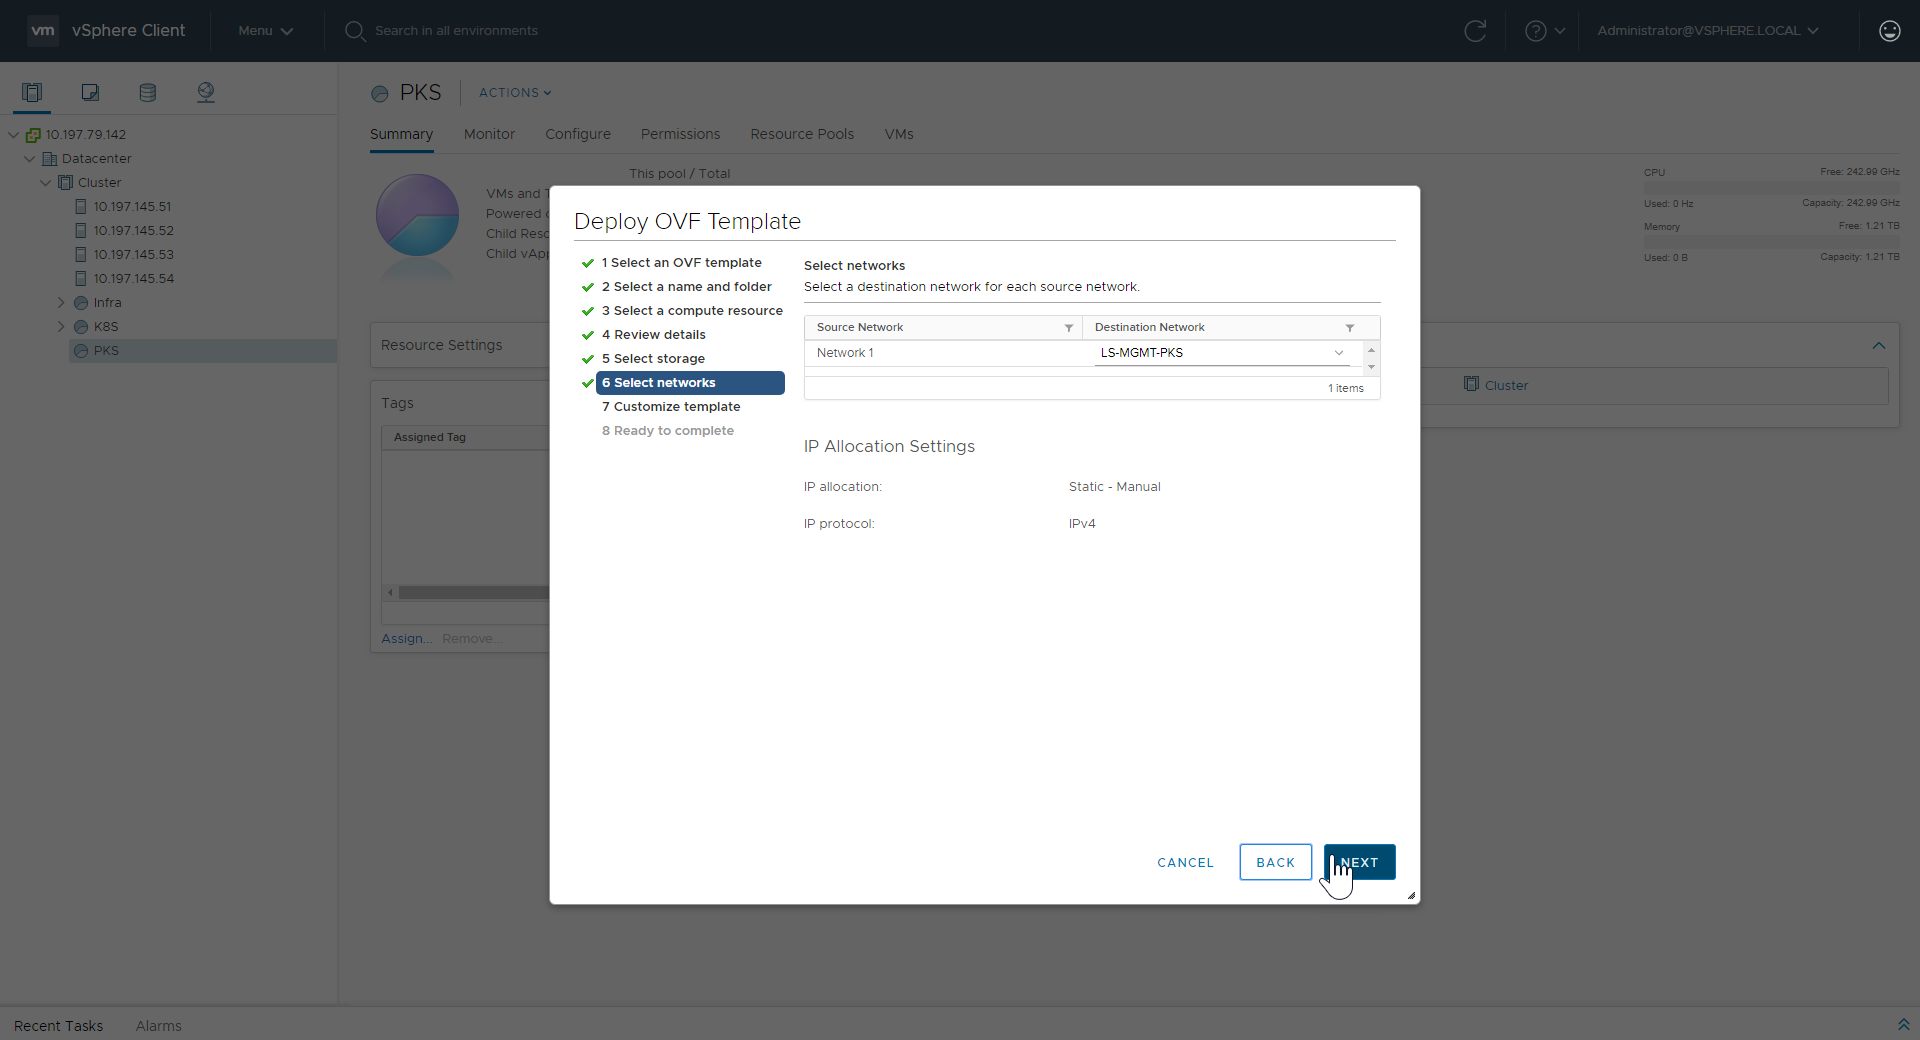 vm vSphere Client Menu Search in all environments Administrator@VSPHERE.LOCAL
PKS ACTIONS
Summary Monitor Configure Permissions Resource Pools VMs
10.197.79.142
Datacenter
Cluster
10.197.145.51
10.197.145.52
10.197.145.53
10.197.145.54
Infra
K8S
PKS
This pool / Total
VMs and
Powered
Child
Child
CPU Free: 242.99 GHz
Used: 0 Hz Capacity: 242.99 GHz
Memory Free: 1.21 TB
Used: 0 B Capacity: 1.21 TB
Resource Settings
Cluster
Tags
Assigned Tag
Assign... Remove...
Deploy OVF Template
1 Select an OVF template
2 Select a name and folder
3 Select a compute resource
4 Review details
5 Select storage
6 Select networks
7 Customize template
8 Ready to complete
Select networks
Select a destination network for each source network.
Source Network Destination Network
Network 1 LS-MGMT-PKS
1 items
IP Allocation Settings
IP allocation: Static - Manual
IP protocol: IPv4
CANCEL BACK NEXT
Recent Tasks Alarms